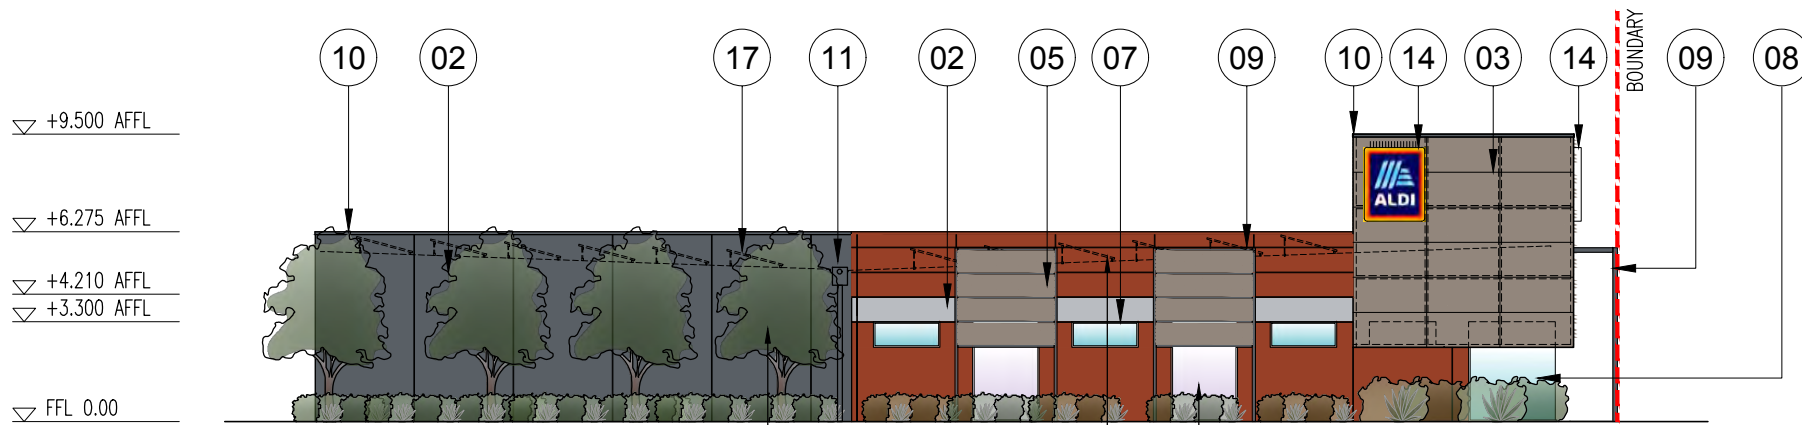 10 02 17 11 02 05 07 09 10 14 03 14 09 08
BOUNDARY
+9.500 AFFL
ALDI
+6.275 AFFL
+4.210 AFFL
+3.300 AFFL
FFL 0.00